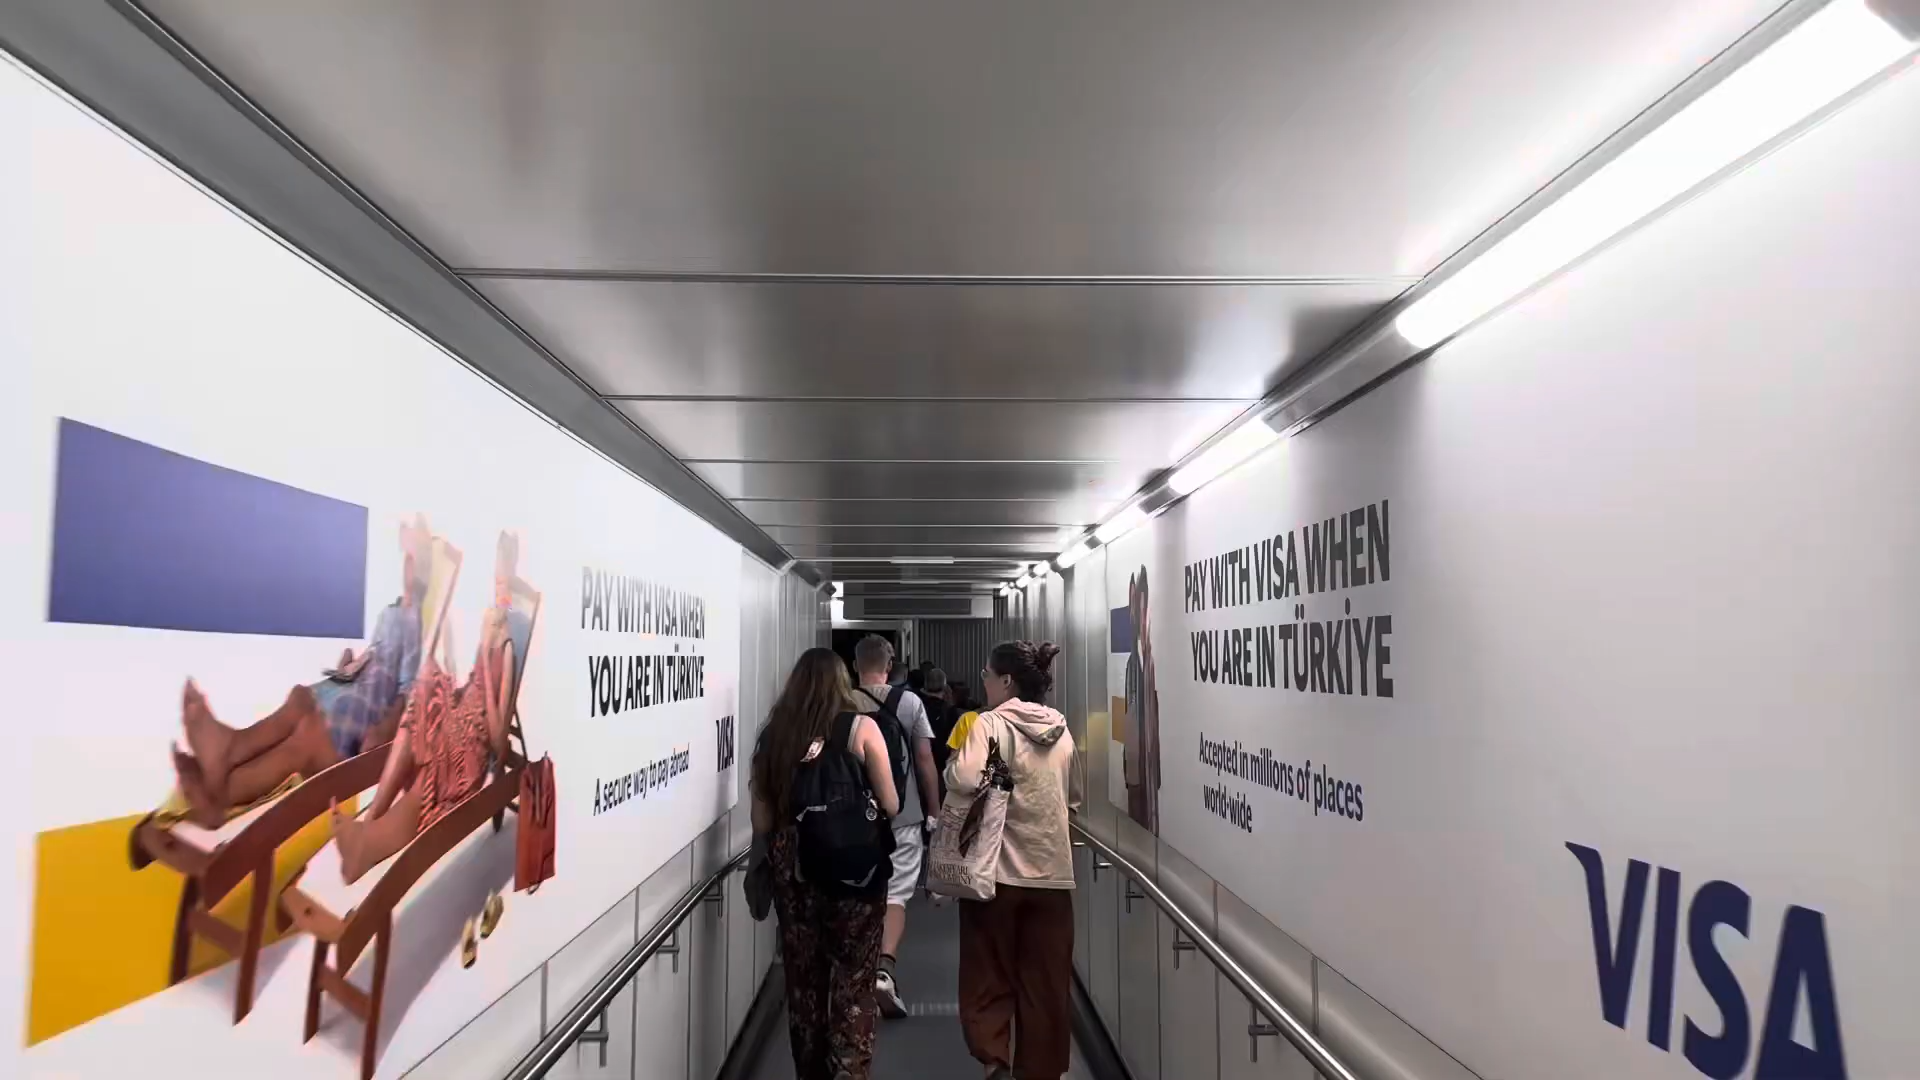 PAY WITH VISA WHEN
YOU ARE IN TÜRKİYE
A secure way to pay abroad
VISA
PAY WITH VISA WHEN
YOU ARE IN TÜRKİYE
Accepted in millions of places
world-wide
VISA